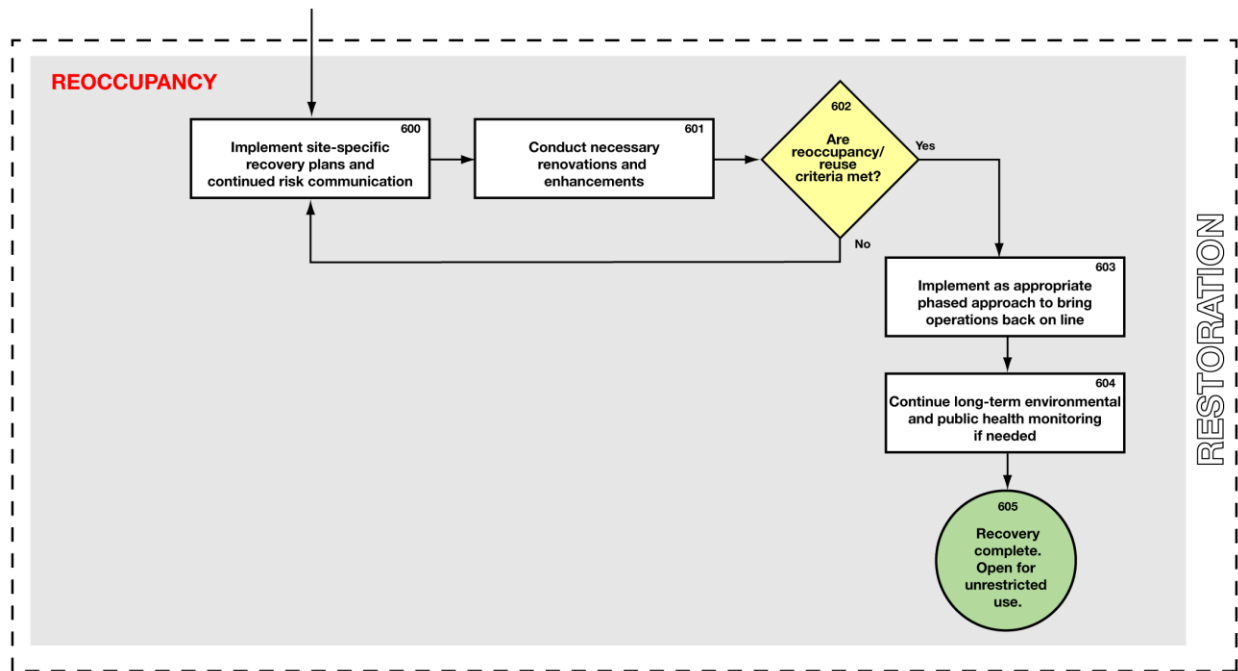 REOCCUPANCY
600
Implement site-specific
recovery plans and
continued risk communication
601
Conduct necessary
renovations and
enhancements
602
Are
reoccupancy/
reuse
criteria met?
Yes
No
603
Implement as appropriate
phased approach to bring
operations back on line
604
Continue long-term environmental
and public health monitoring
if needed
605
Recovery
complete.
Open for
unrestricted
use.
RESTORATION